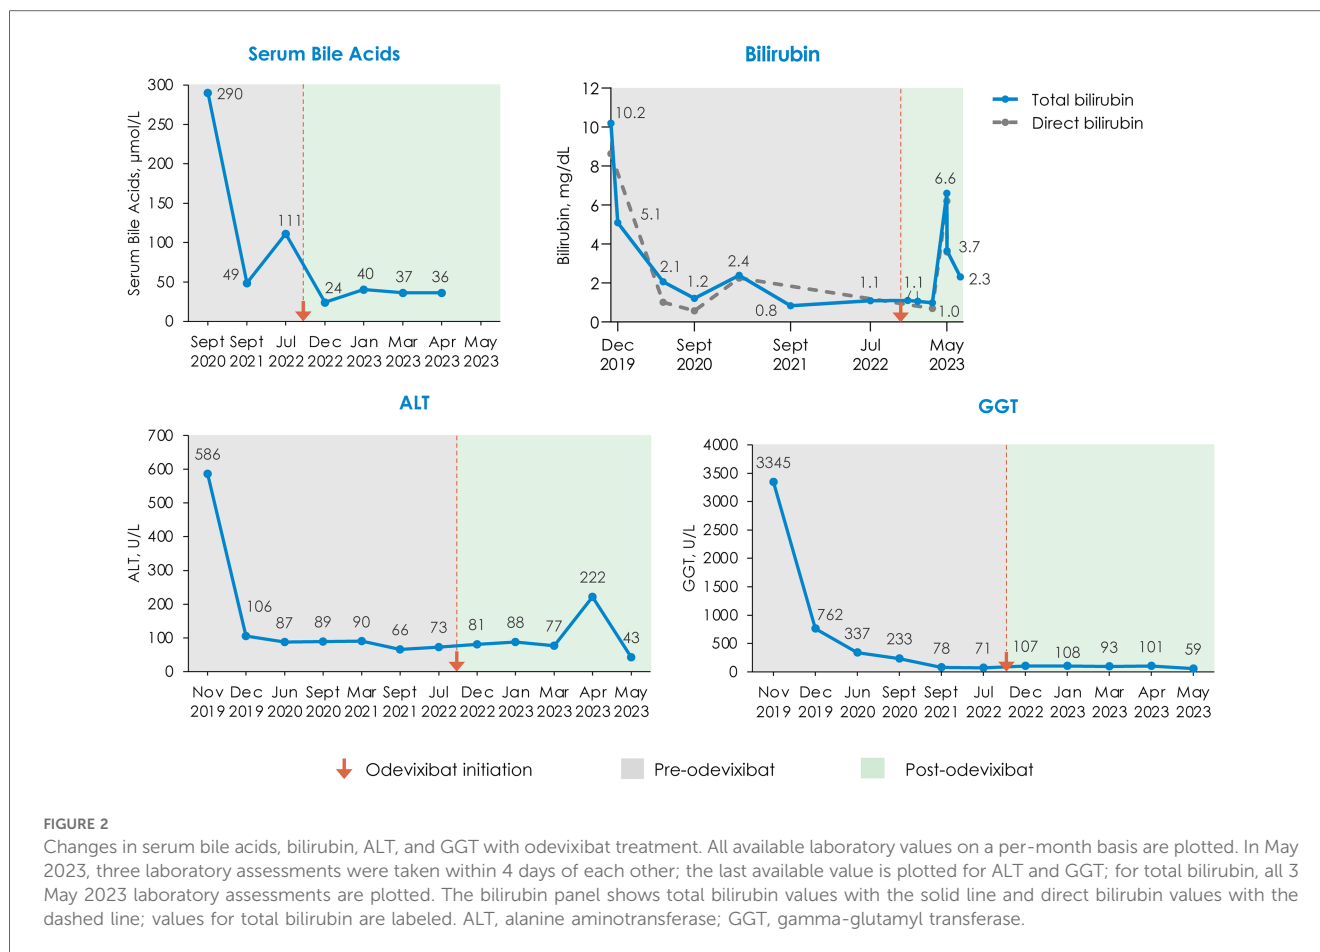 Serum Bile Acids
Serum Bile Acids, µmol/L
300
250
200
150
100
50
0
290
49
111
24
40
37
36
Sept Sept Jul Dec Jan Mar Apr May
2020 2021 2022 2022 2023 2023 2023 2023
Bilirubin
Bilirubin, mg/dL
12
10
8
6
4
2
0
10.2
5.1
2.1
1.2
2.4
0.8
1.1
1.1
1.0
6.6
3.7
2.3
Dec Sept Sept Jul May
2019 2020 2021 2022 2023
Total bilirubin
Direct bilirubin
ALT
ALT, U/L
700
600
500
400
300
200
100
0
586
106
87
89
90
66
73
81
88
77
222
43
Nov Dec Jun Sept Mar Sept Jul Dec Jan Mar Apr May
2019 2019 2020 2020 2021 2021 2022 2022 2023 2023 2023 2023
GGT
GGT, U/L
4000
3500
3000
2500
2000
1500
1000
500
0
3345
762
337
233
78
71
107
108
93
101
59
Nov Dec Jun Sept Sept Jul Dec Jan Mar Apr May
2019 2019 2020 2020 2021 2022 2022 2023 2023 2023 2023
Odevixibat initiation
Pre-odevixibat
Post-odevixibat
FIGURE 2
Changes in serum bile acids, bilirubin, ALT, and GGT with odevixibat treatment. All available laboratory values on a per-month basis are plotted. In May
2023, three laboratory assessments were taken within 4 days of each other; the last available value is plotted for ALT and GGT; for total bilirubin, all 3
May 2023 laboratory assessments are plotted. The bilirubin panel shows total bilirubin values with the solid line and direct bilirubin values with the
dashed line; values for total bilirubin are labeled. ALT, alanine aminotransferase; GGT, gamma-glutamyl transferase.